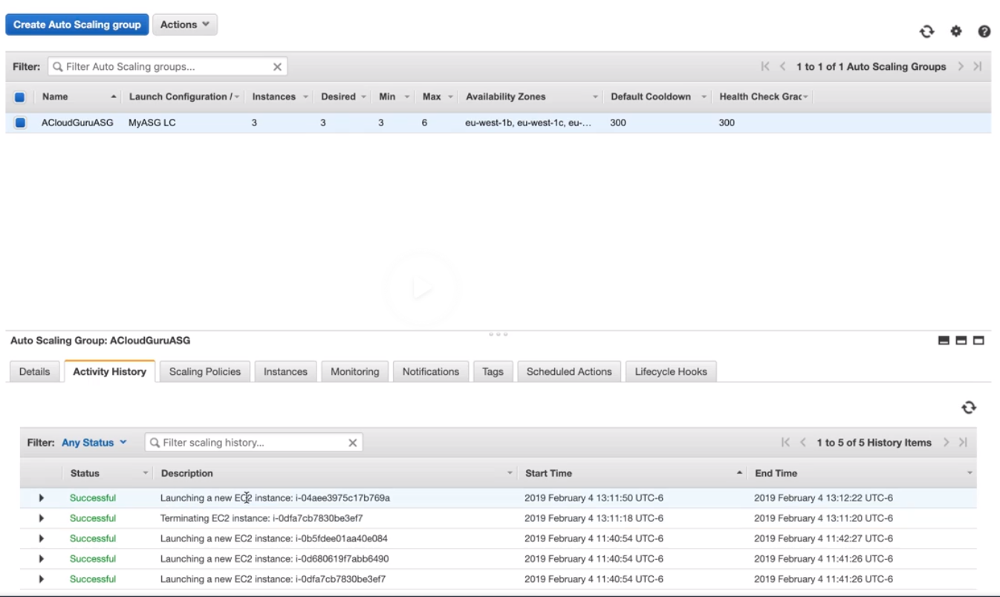 Create Auto Scaling group Actions
Filter: Filter Auto Scaling groups... 1 to 1 of 1 Auto Scaling Groups
Name Launch Configuration / Instances Desired Min Max Availability Zones Default Cooldown Health Check Grac
ACloudGuruASG MyASG LC 3 3 3 6 eu-west-1b, eu-west-1c, eu-... 300 300
Auto Scaling Group: ACloudGuruASG
Details Activity History Scaling Policies Instances Monitoring Notifications Tags Scheduled Actions Lifecycle Hooks
Filter: Any Status Filter scaling history... 1 to 5 of 5 History Items
Status Description Start Time End Time
Successful Launching a new EC2 instance: i-04aee3975c17b769a 2019 February 4 13:11:50 UTC-6 2019 February 4 13:12:22 UTC-6
Successful Terminating EC2 instance: i-0dfa7cb7830be3ef7 2019 February 4 13:11:18 UTC-6 2019 February 4 13:11:20 UTC-6
Successful Launching a new EC2 instance: i-0b5fdee01aa40e084 2019 February 4 11:40:54 UTC-6 2019 February 4 11:42:27 UTC-6
Successful Launching a new EC2 instance: i-0d680619f7abb6490 2019 February 4 11:40:54 UTC-6 2019 February 4 11:41:26 UTC-6
Successful Launching a new EC2 instance: i-0dfa7cb7830be3ef7 2019 February 4 11:40:54 UTC-6 2019 February 4 11:41:26 UTC-6